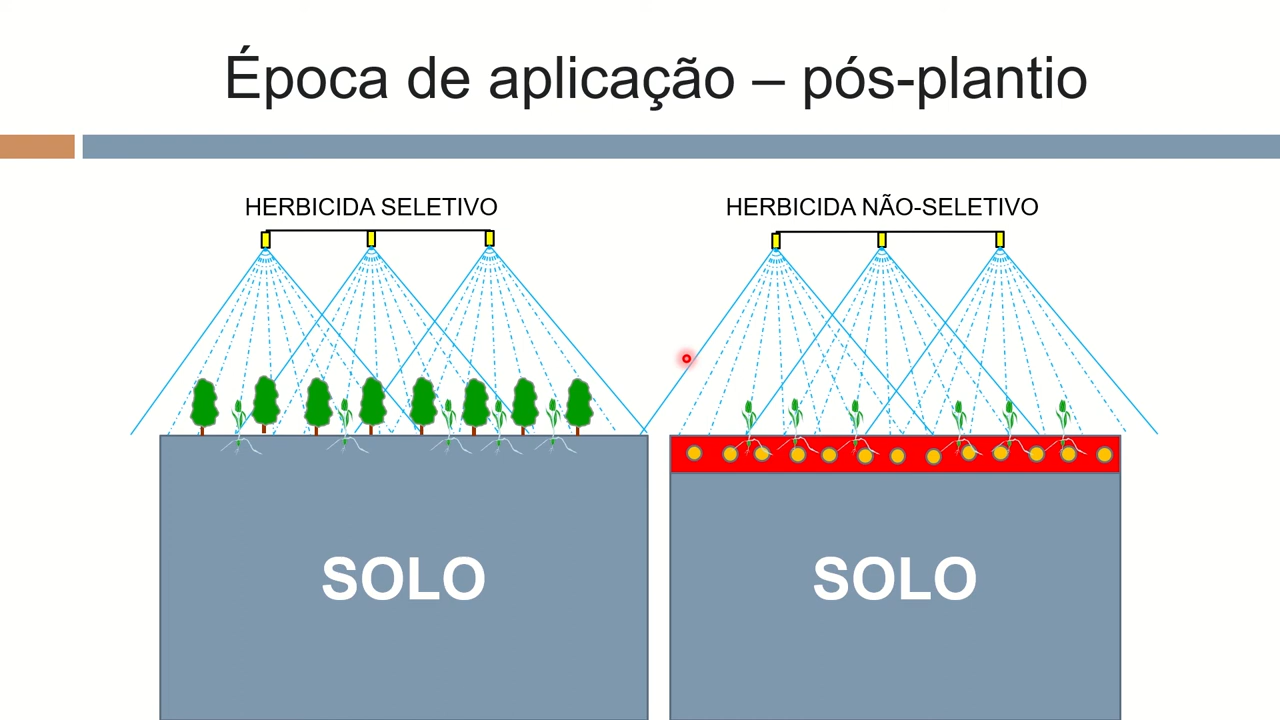 Época de aplicação – pós-plantio
HERBICIDA SELETIVO
HERBICIDA NÃO-SELETIVO
SOLO
SOLO